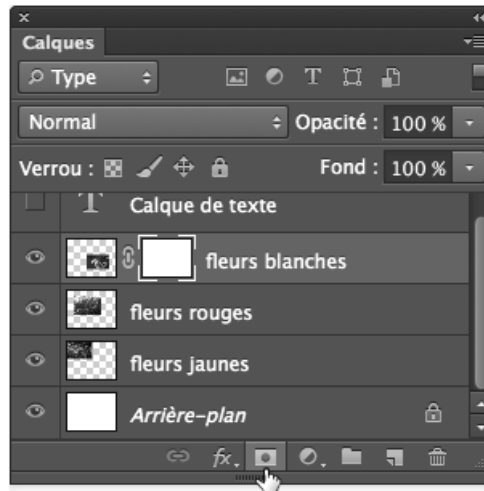 Calques
Type T
Normal Opacité : 100 %
Verrou : Fond : 100 %
T Calque de texte
fleurs blanches
fleurs rouges
fleurs jaunes
Arrière-plan
fx.